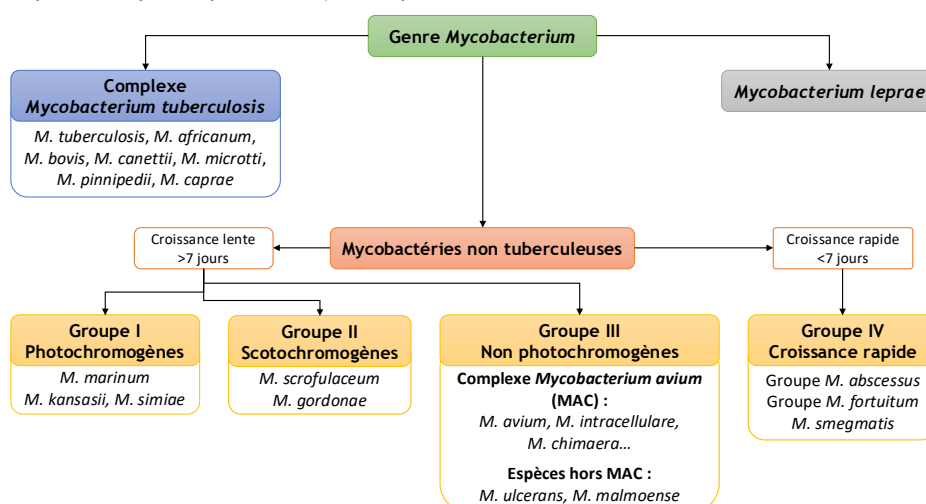 Genre Mycobacterium
Complexe
Mycobacterium tuberculosis
M. tuberculosis, M. africanum,
M. bovis, M. canettii, M. microtti,
M. pinnipedii, M. caprae
Mycobacterium leprae
Croissance lente
>7 jours
Mycobactéries non tuberculeuses
Croissance rapide
<7 jours
Groupe I
Photochromogènes
M. marinum
M. kansasii, M. simiae
Groupe II
Scotochromogènes
M. scrofulaceum
M. gordonae
Groupe III
Non photochromogènes
Complexe Mycobacterium avium
(MAC) :
M. avium, M. intracellulare,
M. chimaera…
Espèces hors MAC :
M. ulcerans, M. malmoense
Groupe IV
Croissance rapide
Groupe M. abscessus
Groupe M. fortuitum
M. smegmatis